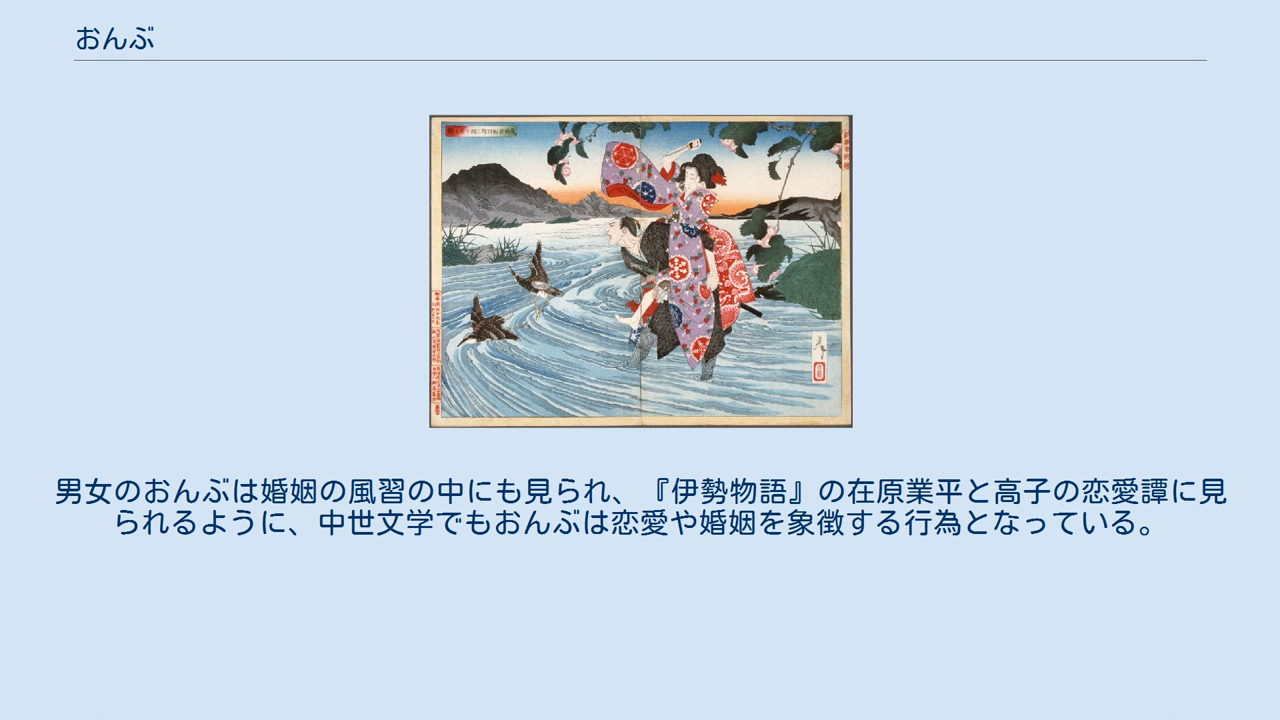 おんぶ
男女のおんぶは婚姻の風習の中にも見られ、『伊勢物語』の在原業平と高子の恋愛譚に見
られるように、中世文学でもおんぶは恋愛や婚姻を象徴する行為となっている。